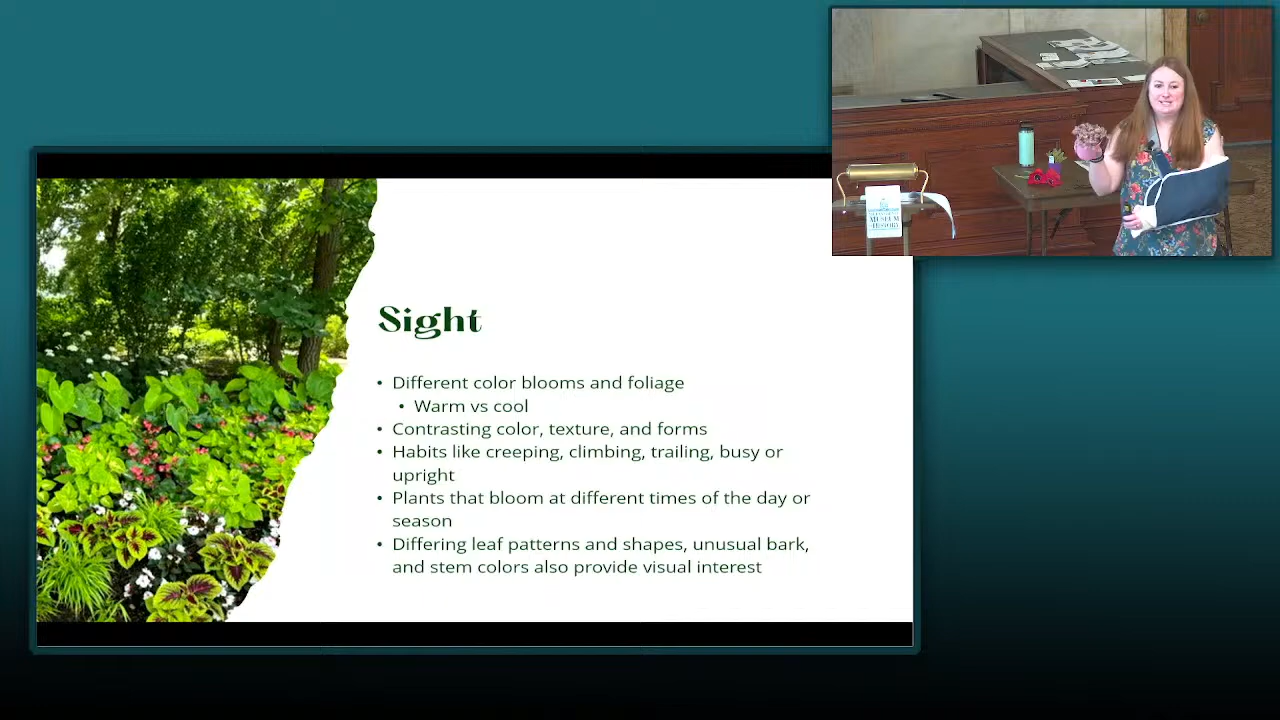 MUSEUM
HISTORY
Sight
• Different color blooms and foliage
• Warm vs cool
• Contrasting color, texture, and forms
• Habits like creeping, climbing, trailing, busy or
upright
• Plants that bloom at different times of the day or
season
• Differing leaf patterns and shapes, unusual bark,
and stem colors also provide visual interest